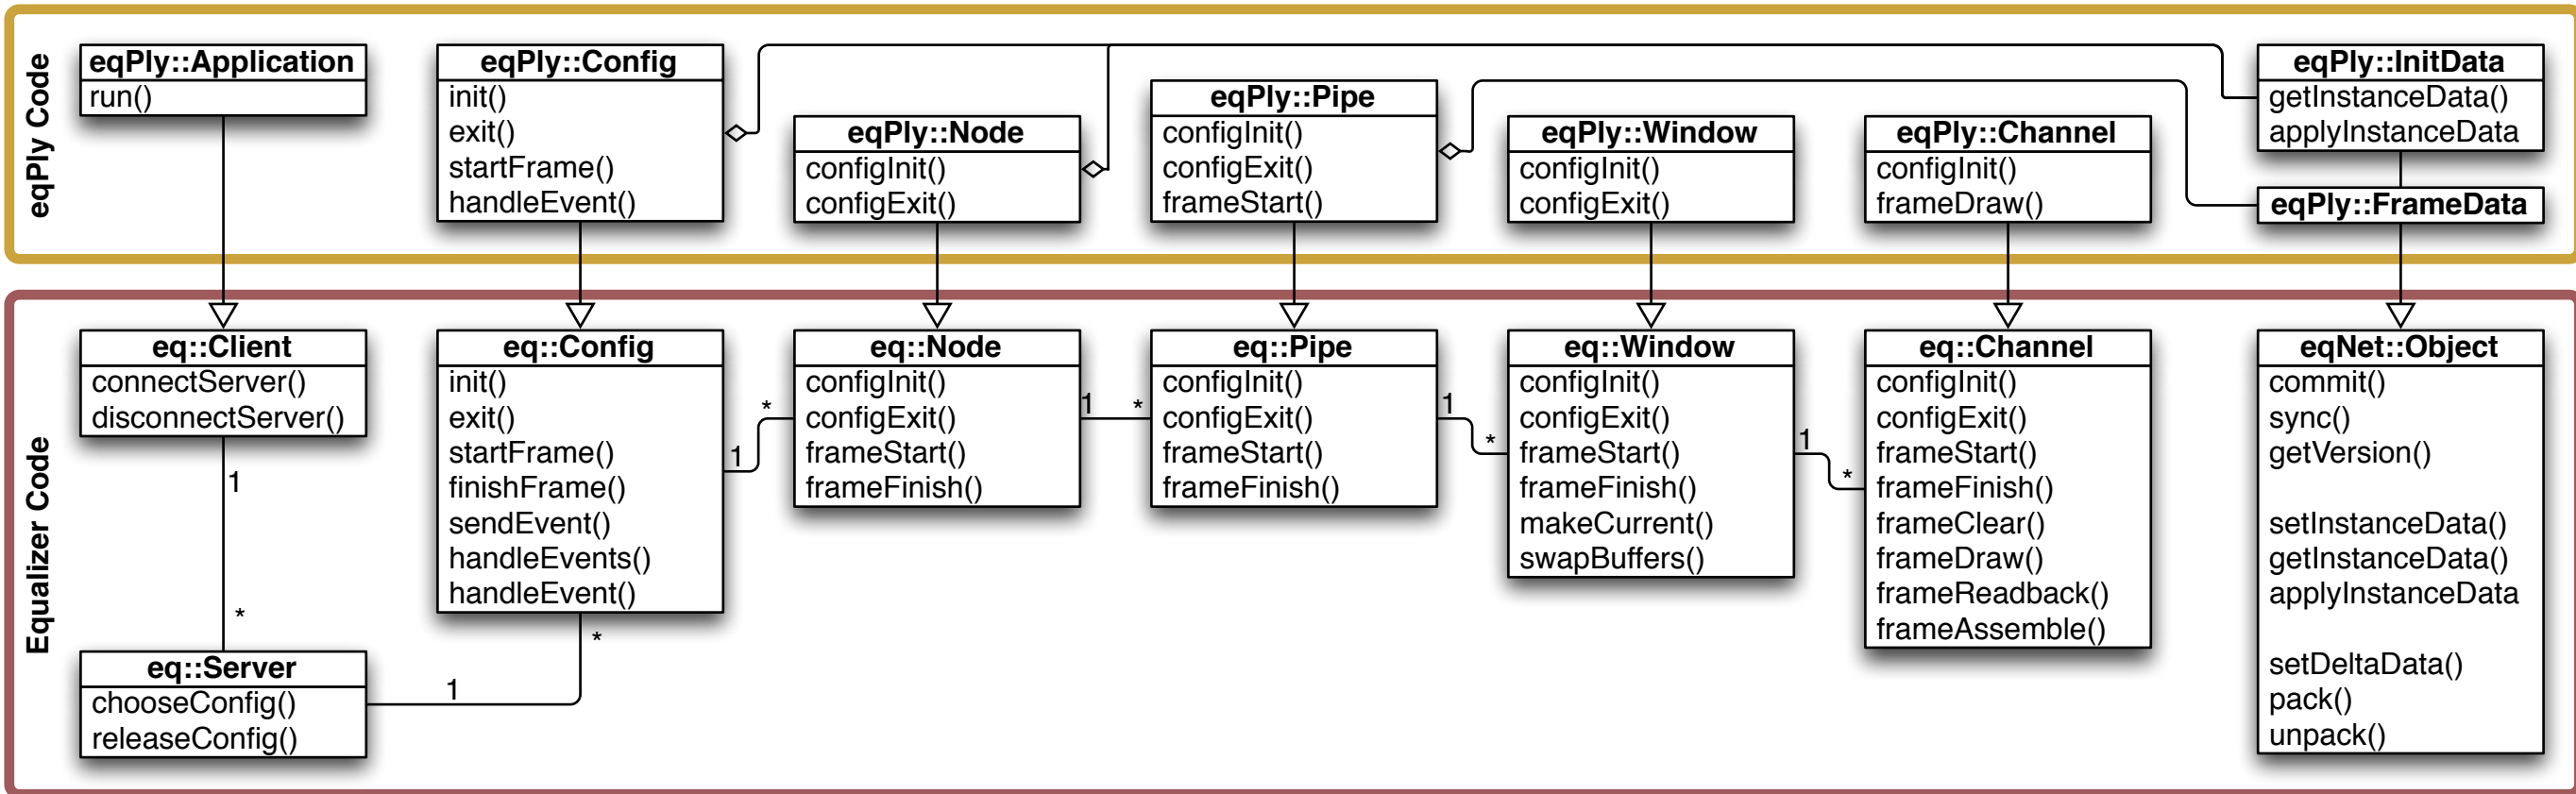 eqPly Code
eqPly::Application
run()
eqPly::Config
init()
exit()
startFrame()
handleEvent()
eqPly::Node
configInit()
configExit()
eqPly::Pipe
configInit()
configExit()
frameStart()
eqPly::Window
configInit()
configExit()
eqPly::Channel
configInit()
frameDraw()
eqPly::InitData
getInstanceData()
applyInstanceData
eqPly::FrameData
Equalizer Code
eq::Client
connectServer()
disconnectServer()
1
*
eq::Server
chooseConfig()
releaseConfig()
1
*
eq::Config
init()
exit()
startFrame()
finishFrame()
sendEvent()
handleEvents()
handleEvent()
1
*
eq::Node
configInit()
configExit()
frameStart()
frameFinish()
1
*
eq::Pipe
configInit()
configExit()
frameStart()
frameFinish()
1
*
eq::Window
configInit()
configExit()
frameStart()
frameFinish()
makeCurrent()
swapBuffers()
1
*
eq::Channel
configInit()
configExit()
frameStart()
frameFinish()
frameClear()
frameDraw()
frameReadback()
frameAssemble()
eqNet::Object
commit()
sync()
getVersion()
setInstanceData()
getInstanceData()
applyInstanceData
setDeltaData()
pack()
unpack()